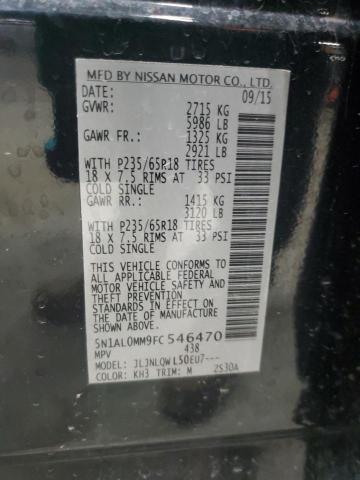 MFD BY NISSAN MOTOR CO., LTD.
DATE: 09/15
GVWR: 2715 KG
5986 LB
GAWR FR.: 1325 KG
2921 LB
WITH P235/65R18 TIRES
18 X 7.5 RIMS AT 33 PSI
COLD SINGLE
GAWR RR.: 1415 KG
3120 LB
WITH P235/65R18 TIRES
18 X 7.5 RIMS AT 33 PSI
COLD SINGLE
THIS VEHICLE CONFORMS TO
ALL APPLICABLE FEDERAL
MOTOR VEHICLE SAFETY
STANDARDS IN EFFECT ON
THE DATE OF MANUFACTURE
SHOWN ABOVE.
5N1AL0MM9FC546470
MPV 438
JLJNLQWL50EU7---
COLOR: KH3 TRIM: M 2S30A